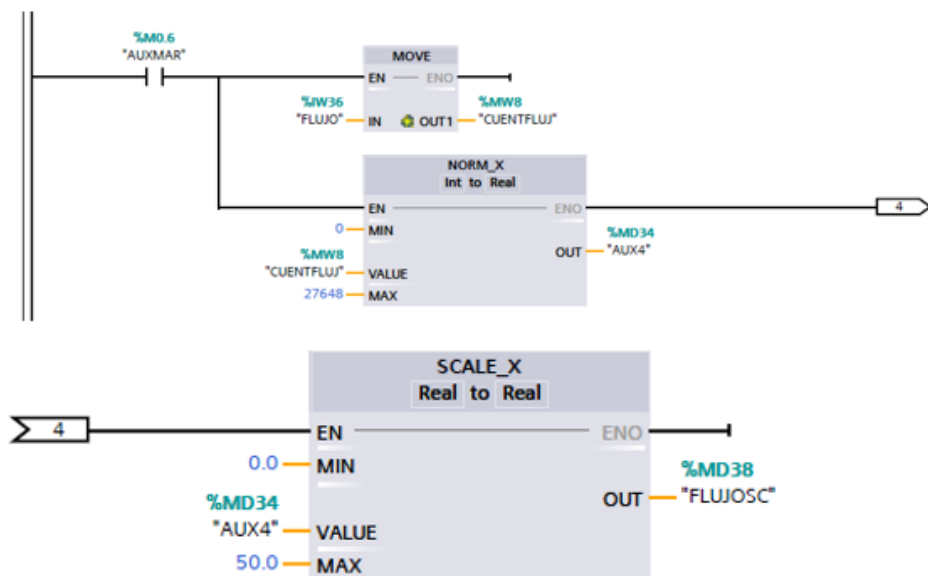 %M0.6
"AUXMAR"
MOVE
EN ENO
%IW36
"FLUJO" IN
OUT1
%MW8
"CUENTFLUJ"
NORM_X
Int to Real
EN ENO
0 MIN
%MW8
"CUENTFLUJ" VALUE
27648 MAX
OUT
%MD34
"AUX4"
4
SCALE_X
Real to Real
4
EN ENO
0.0 MIN
%MD34
"AUX4" VALUE
50.0 MAX
OUT
%MD38
"FLUJOSC"